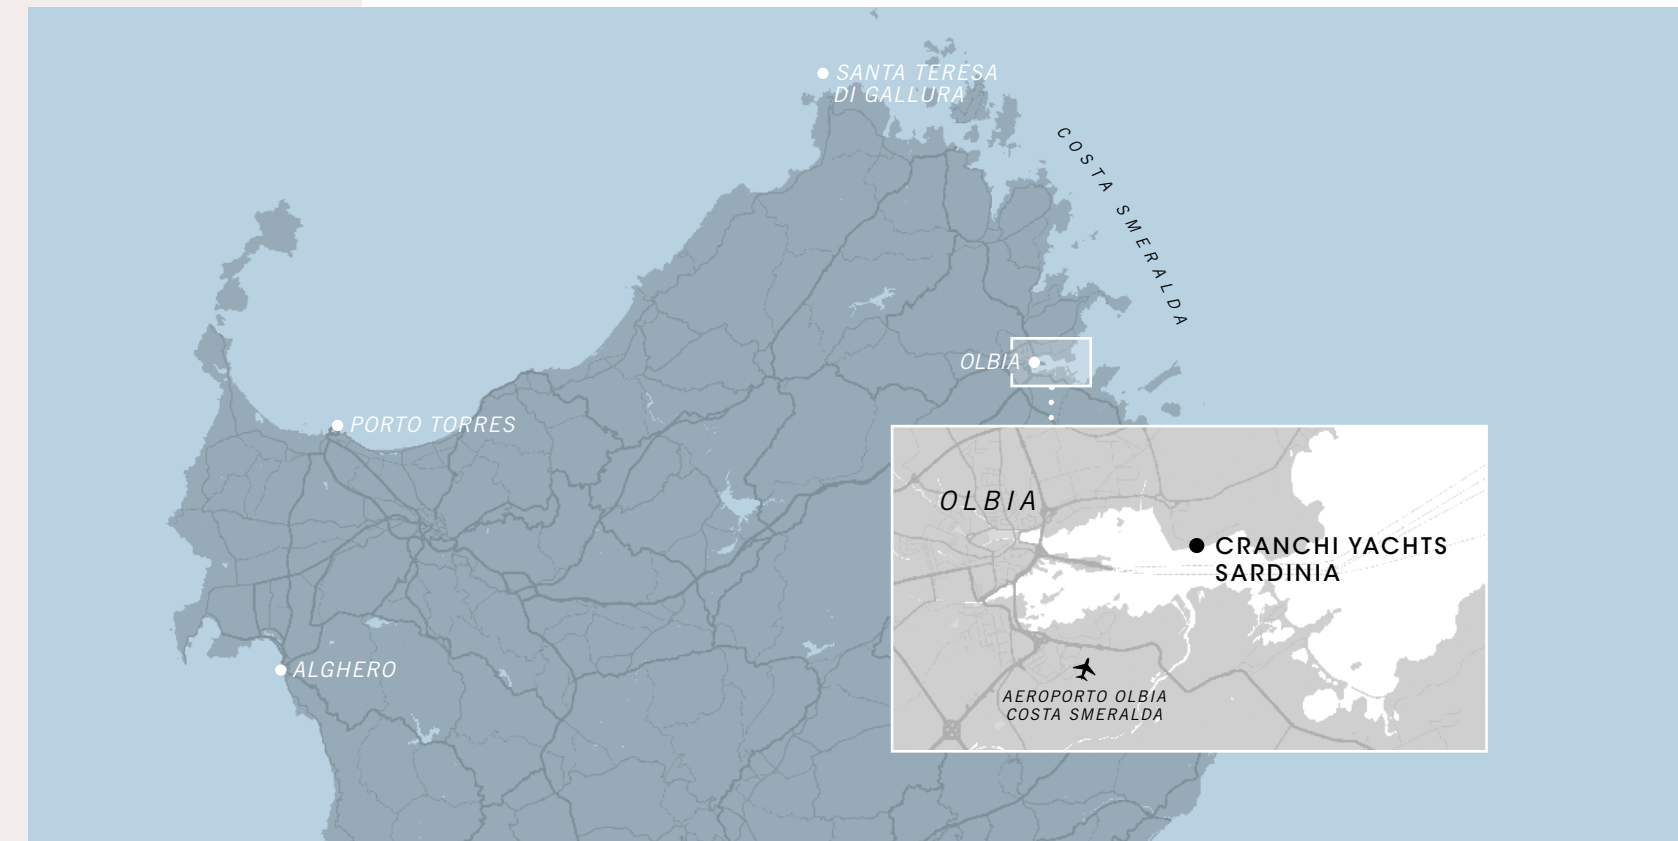 SANTA TERESA
DI GALLURA
COSTA SMERALDA
OLBIA
PORTO TORRES
OLBIA
CRANCHI YACHTS
SARDINIA
ALGHERO
AEROPORTO OLBIA
COSTA SMERALDA